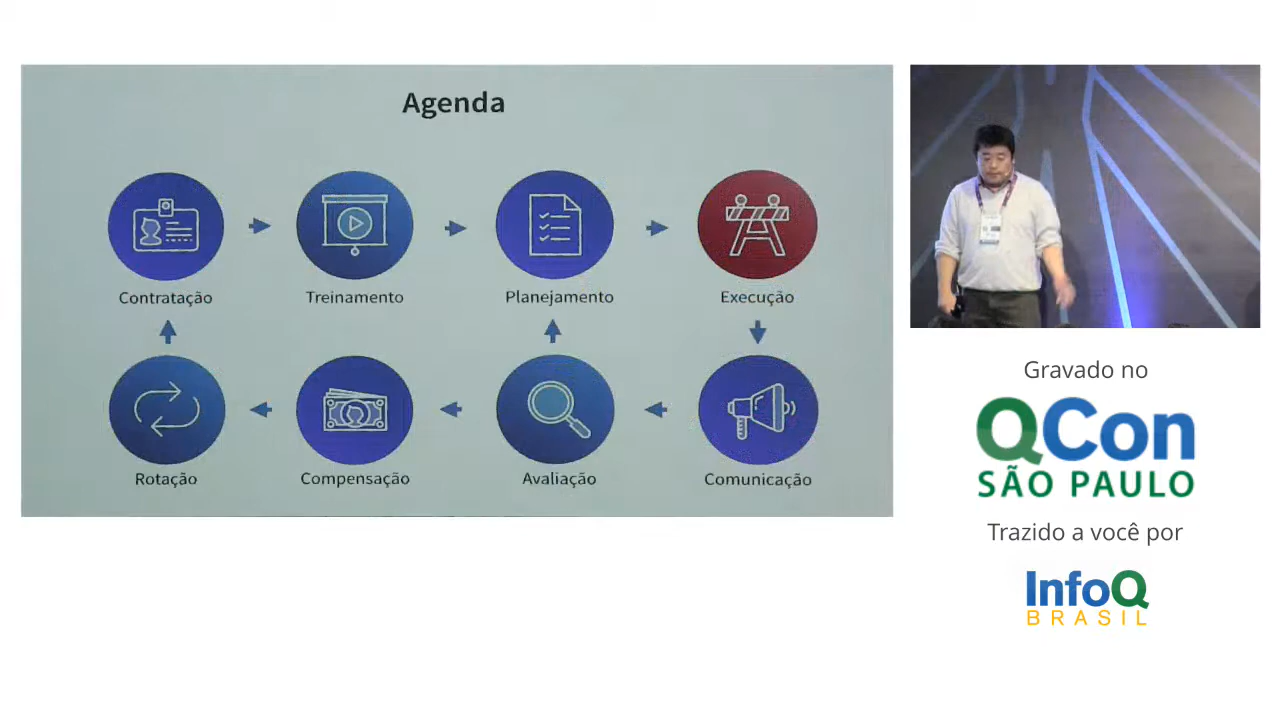 Agenda
Contratação
Treinamento
Planejamento
Execução
Rotação
Compensação
Avaliação
Comunicação
Gravado no
QCon
SÃO PAULO
Trazido a você por
InfoQ
BRASIL